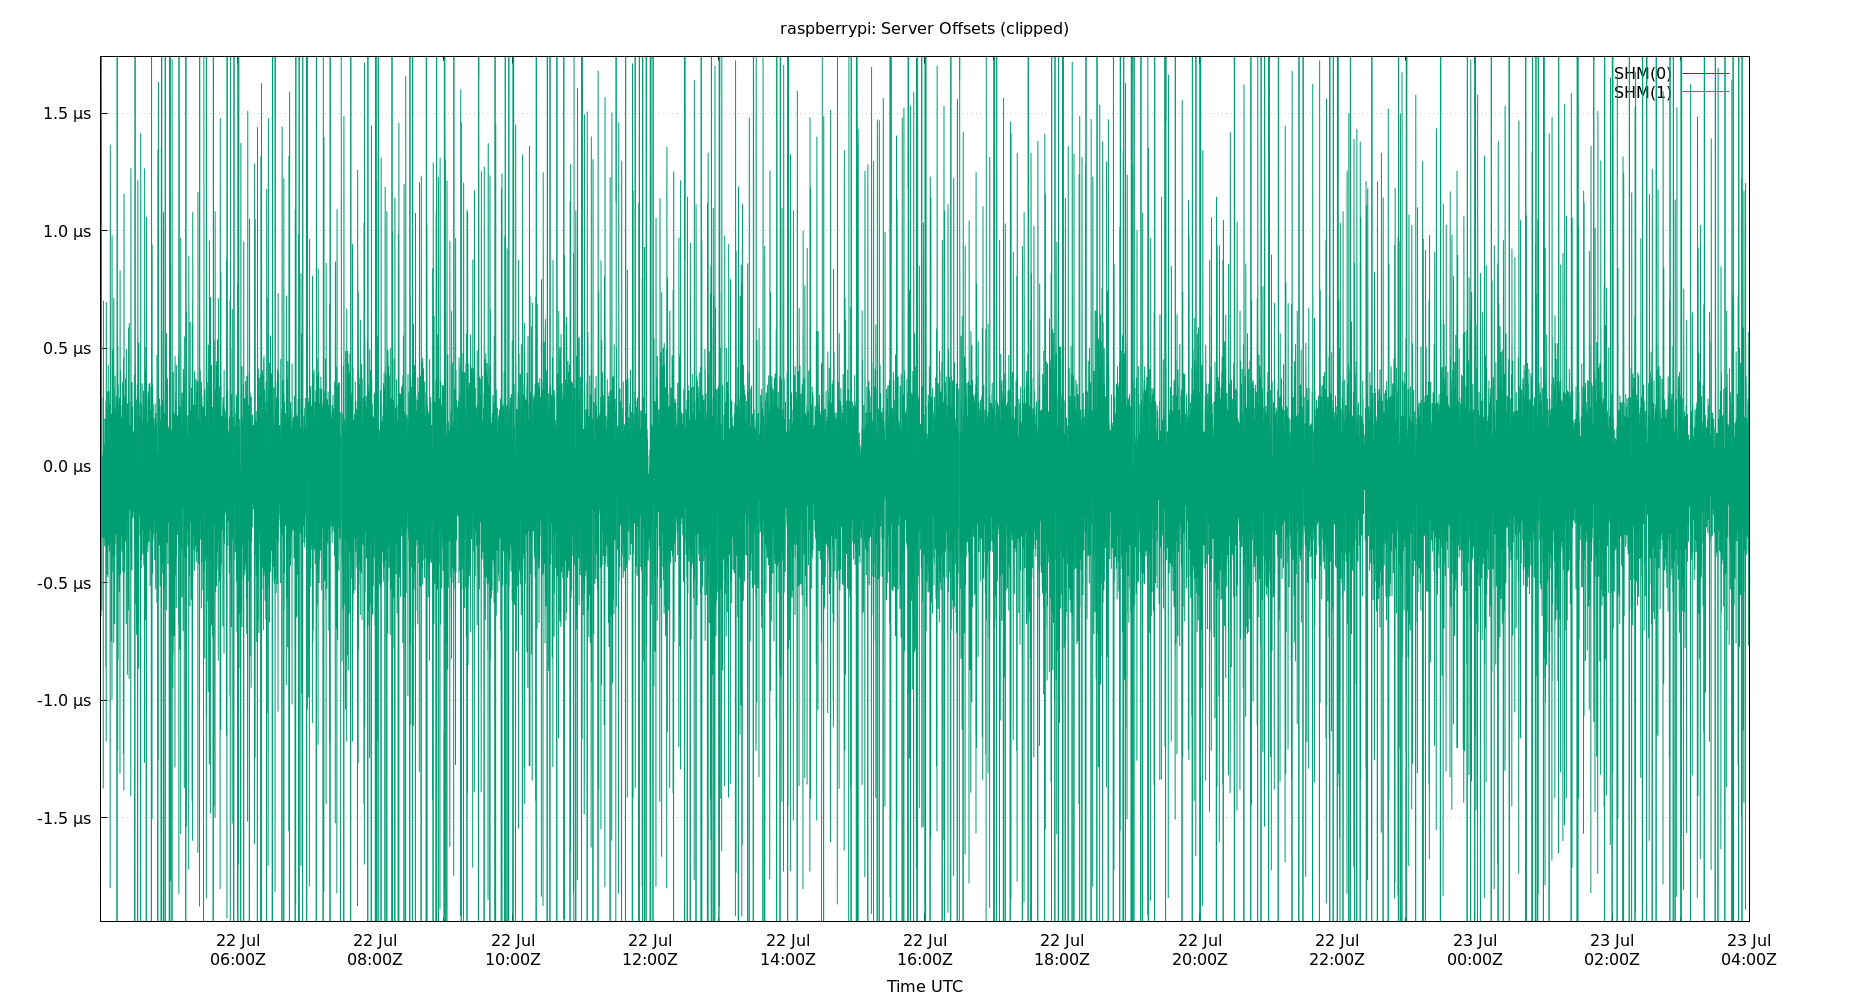 raspberrypi: Server Offsets (clipped)
SHM(0)
SHM(1)
1.5 μs
1.0 μs
0.5 μs
0.0 μs
-0.5 μs
-1.0 μs
-1.5 μs
22 Jul 22 Jul 22 Jul 22 Jul 22 Jul 22 Jul 22 Jul 22 Jul 22 Jul 23 Jul 23 Jul 23 Jul
06:00Z 08:00Z 10:00Z 12:00Z 14:00Z 16:00Z 18:00Z 20:00Z 22:00Z 00:00Z 02:00Z 04:00Z
Time UTC